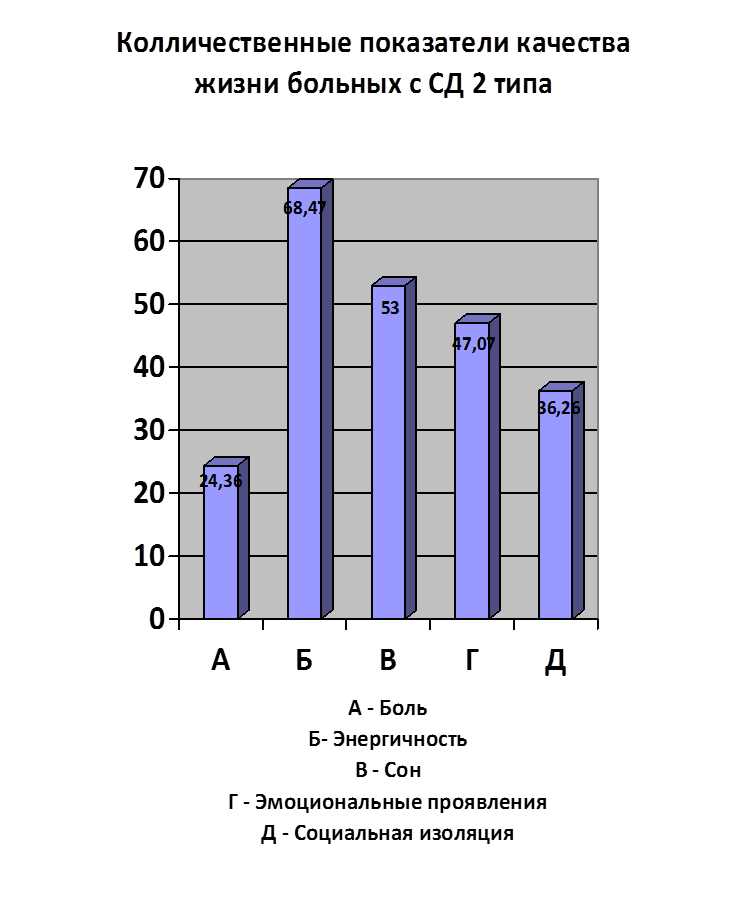 Колличественные показатели качества
жизни больных с СД 2 типа
70
68,47
60
53
50
47,07
40
36,26
30
24,36
20
10
0
А Б В Г Д
А - Боль
Б- Энергичность
В - Сон
Г - Эмоциональные проявления
Д - Социальная изоляция